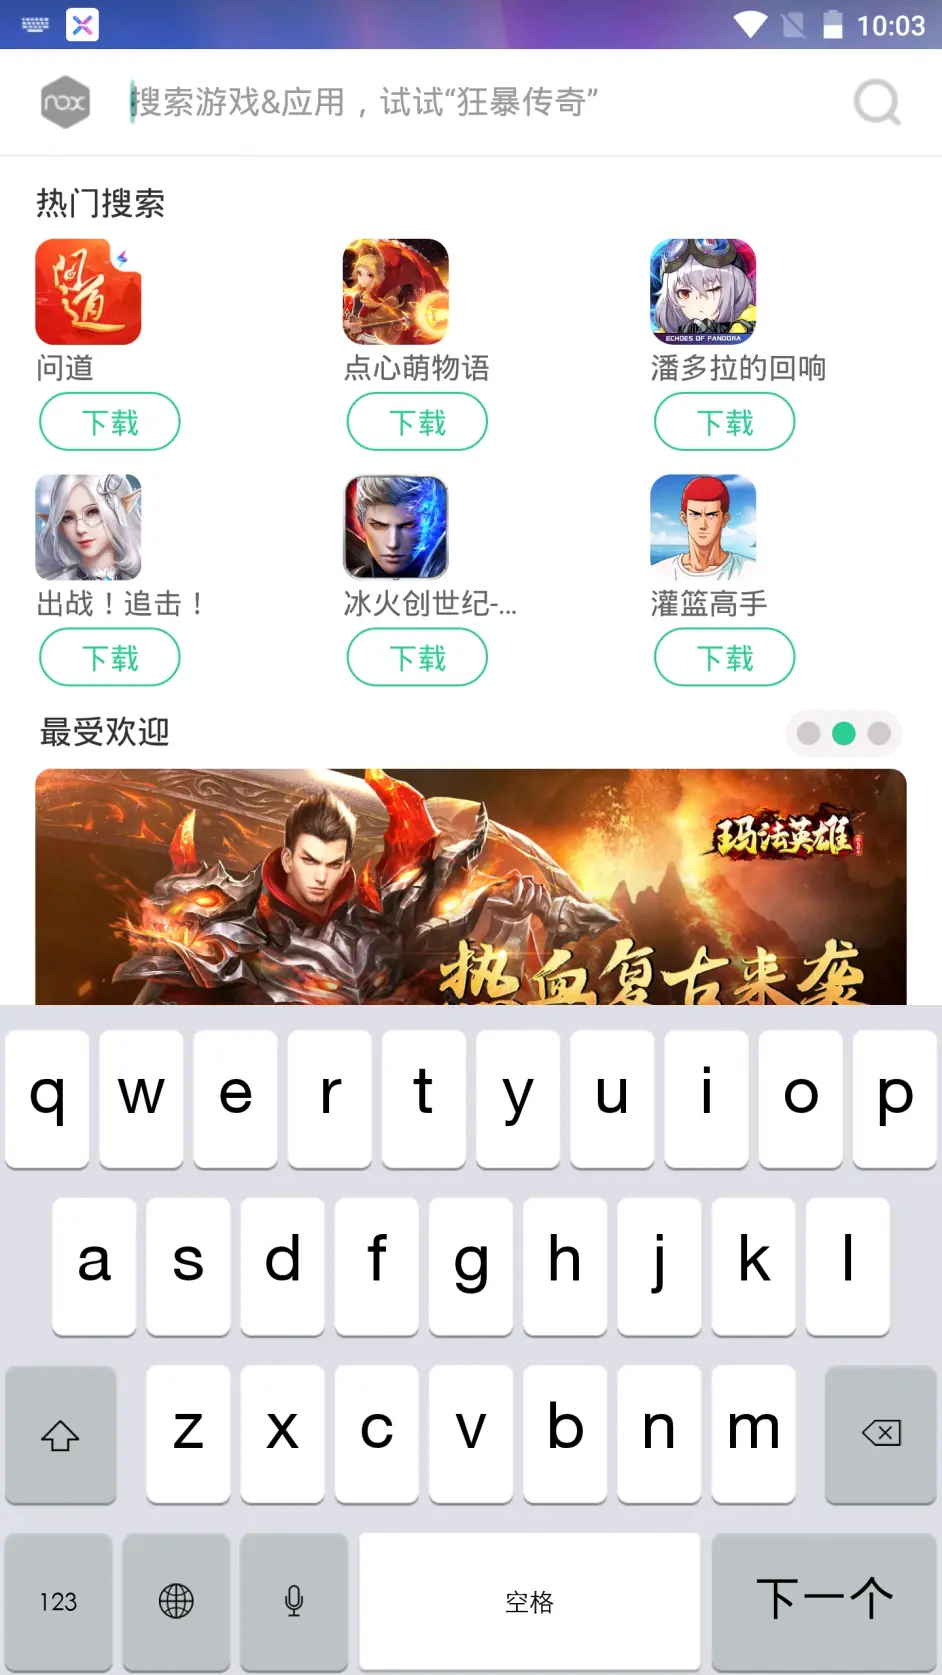 10:03
nox
搜索游戏&应用，试试“狂暴传奇”
热门搜索
问道
ECHOES OF PANDORA
问道
点心萌物语
潘多拉的回响
下载
下载
下载
出战！追击！
冰火创世纪-...
灌篮高手
下载
下载
下载
最受欢迎
玛法英雄
热血复古来袭
q w e r t y u i o p
a s d f g h j k l
z x c v b n m
123
空格
下一个